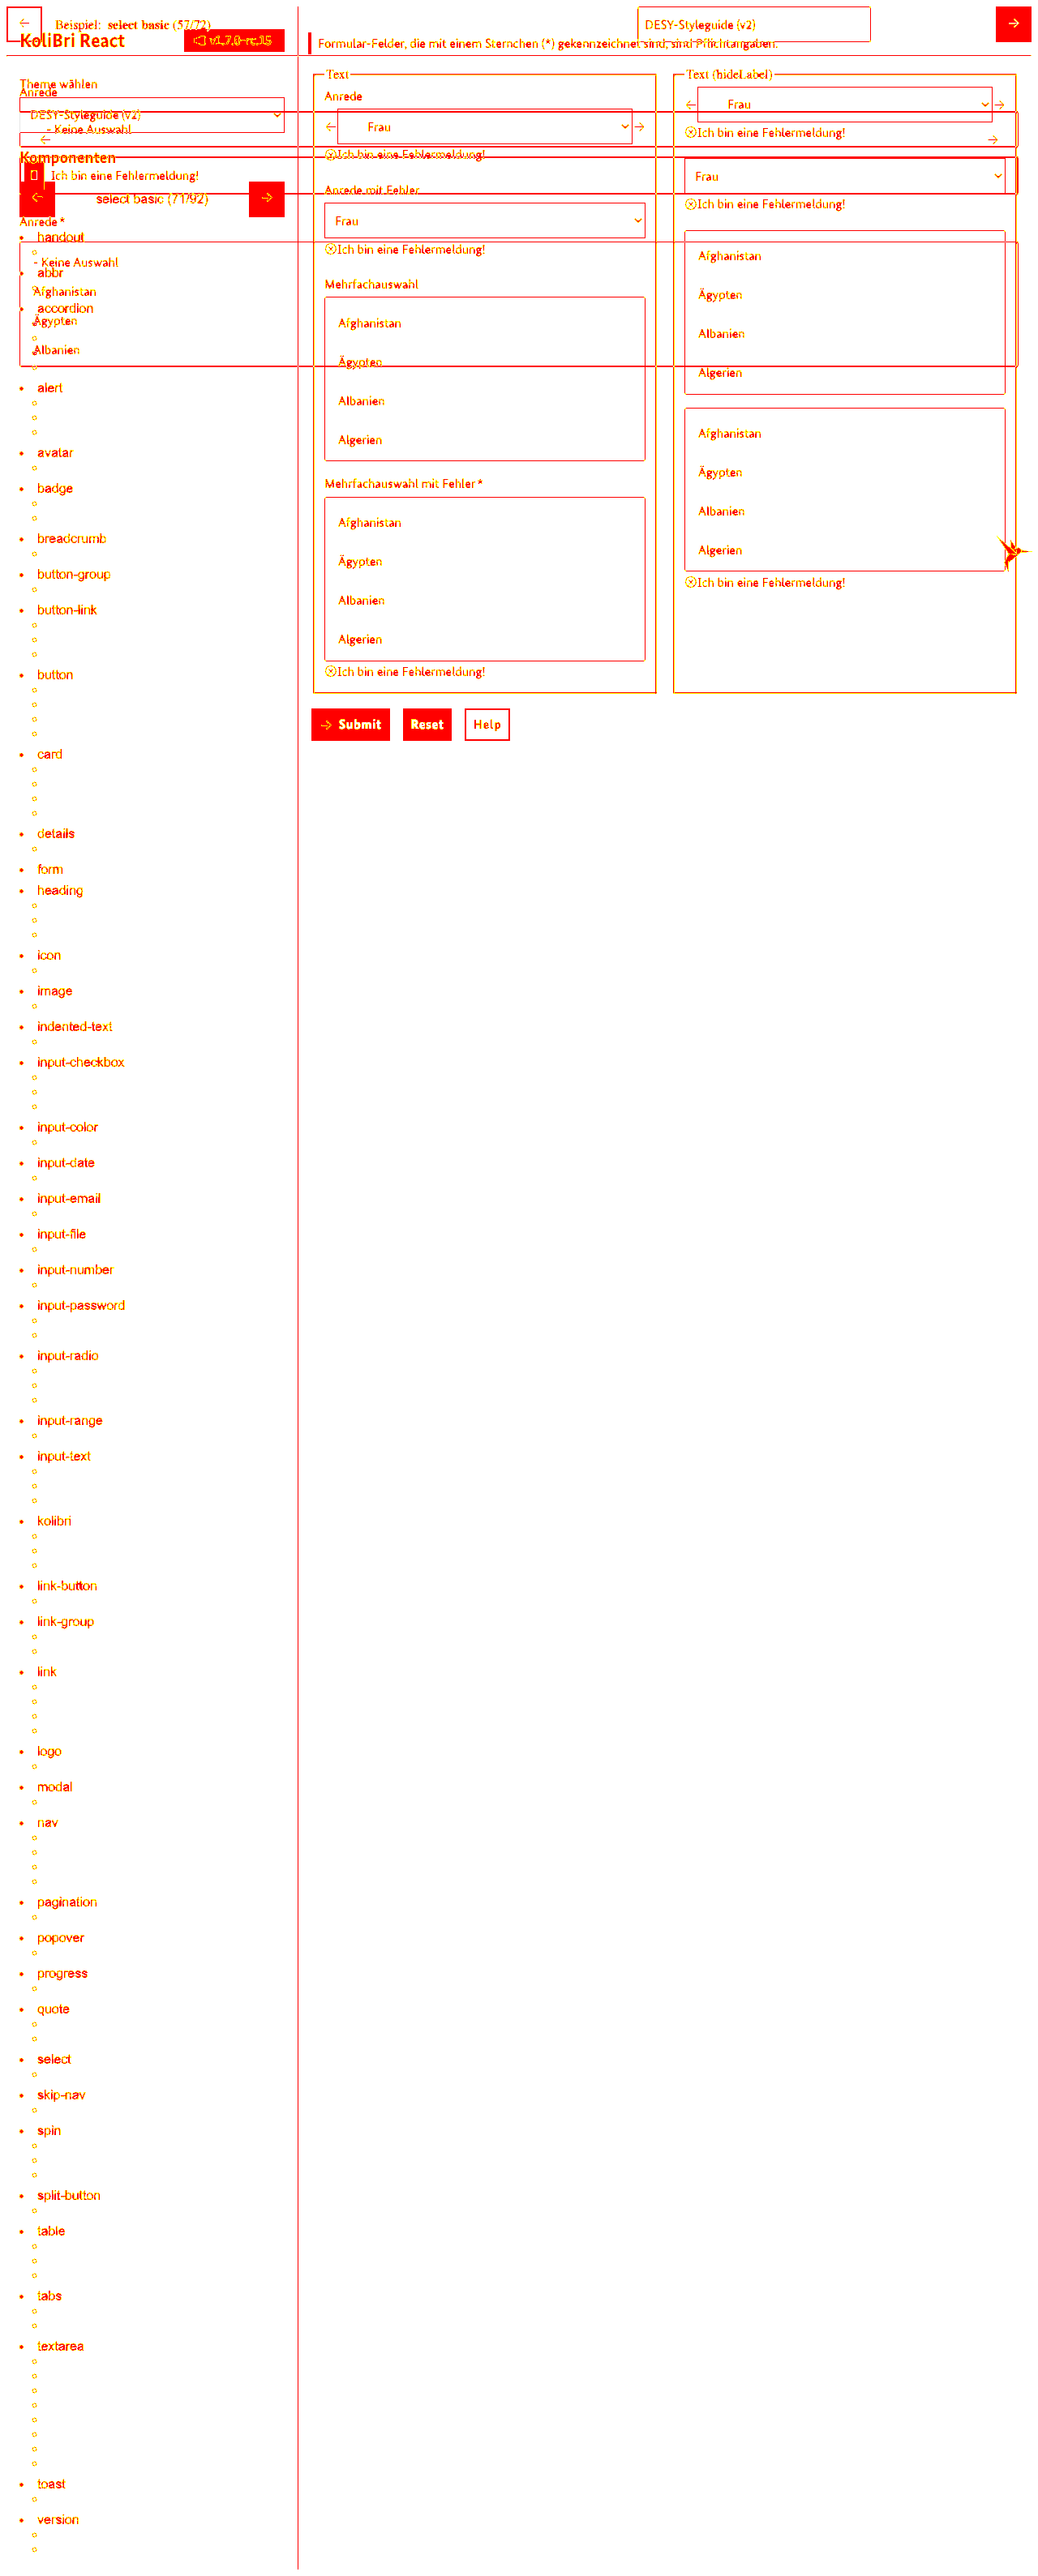 Beispiel: select basic (57/72)
DESY-Styleguide (v2)
KoliBri React
v1.7.0-rc.15
Formular-Felder, die mit einem Sternchen (*) gekennzeichnet sind, sind Pflichtangaben.
Theme wählen
Anrede
DESY-Styleguide (v2)
- Keine Auswahl
Komponenten
Ich bin eine Fehlermeldung!
select basic (71/92)
Anrede *
handout
- Keine Auswahl
abbr
Afghanistan
accordion
Ägypten
Albanien
alert
avatar
badge
breadcrumb
button-group
button-link
button
card
details
form
heading
icon
image
indented-text
input-checkbox
input-color
input-date
input-email
input-file
input-number
input-password
input-radio
input-range
input-text
kolibri
link-button
link-group
link
logo
modal
nav
pagination
popover
progress
quote
select
skip-nav
spin
split-button
table
tabs
textarea
toast
version
Text
Anrede
Frau
Ich bin eine Fehlermeldung!
Anrede mit Fehler
Frau
Ich bin eine Fehlermeldung!
Mehrfachauswahl
Afghanistan
Ägypten
Albanien
Algerien
Mehrfachauswahl mit Fehler *
Afghanistan
Ägypten
Albanien
Algerien
Ich bin eine Fehlermeldung!
Text (hideLabel)
Frau
Ich bin eine Fehlermeldung!
Frau
Ich bin eine Fehlermeldung!
Afghanistan
Ägypten
Albanien
Algerien
Afghanistan
Ägypten
Albanien
Algerien
Ich bin eine Fehlermeldung!
Submit
Reset
Help